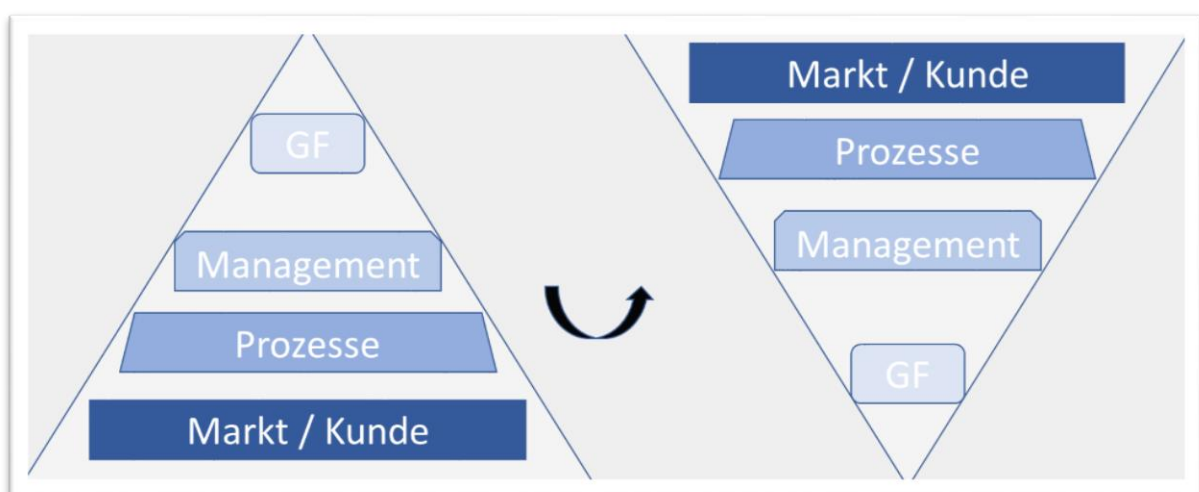 GF
Management
Prozesse
Markt / Kunde
Markt / Kunde
Prozesse
Management
GF